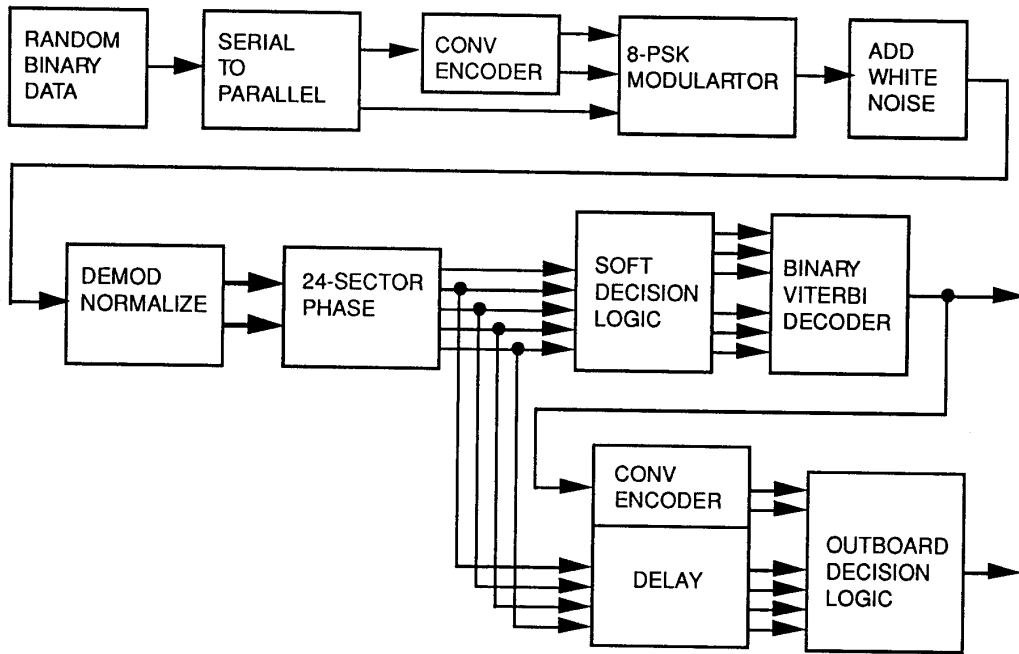 RANDOM
BINARY
DATA
SERIAL
TO
PARALLEL
CONV
ENCODER
8-PSK
MODULARTOR
ADD
WHITE
NOISE
DEMOD
NORMALIZE
24-SECTOR
PHASE
SOFT
DECISION
LOGIC
BINARY
VITERBI
DECODER
CONV
ENCODER
DELAY
OUTBOARD
DECISION
LOGIC